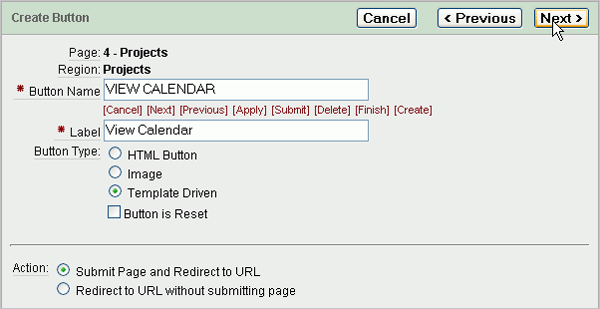 Create Button Cancel < Previous Next >
Page: 4 - Projects
Region: Projects
* Button Name VIEW CALENDAR
[Cancel] [Next] [Previous] [Apply] [Submit] [Delete] [Finish] [Create]
* Label View Calendar
Button Type: HTML Button
Image
Template Driven
Button is Reset
Action: Submit Page and Redirect to URL
Redirect to URL without submitting page